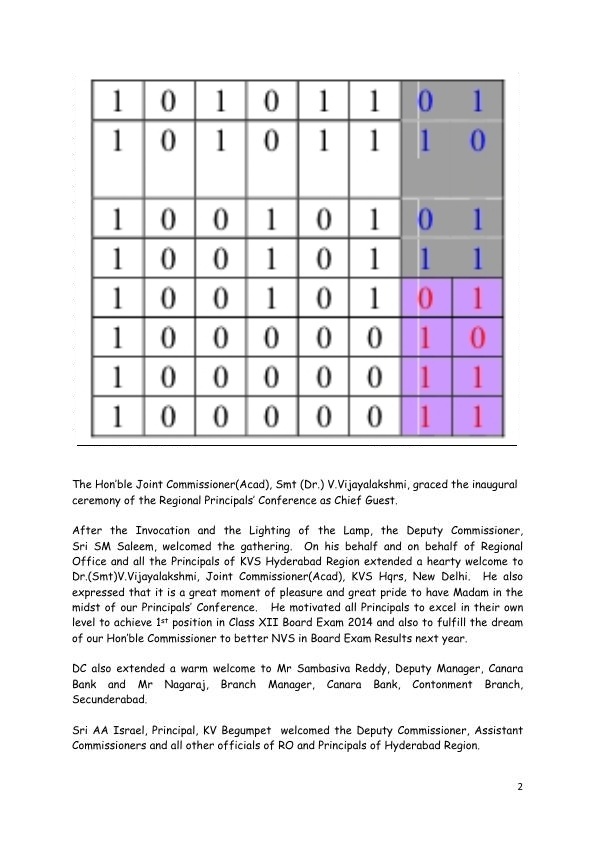 1 0 1 0 1 1 0 1
1 0 1 0 1 1 1 0
1 0 0 1 0 1 0 1
1 0 0 1 0 1 1 1
1 0 0 1 0 1 0 1
1 0 0 0 0 0 1 0
1 0 0 0 0 0 1 1
1 0 0 0 0 0 1 1
The Hon’ble Joint Commissioner(Acad), Smt (Dr.) V.Vijayalakshmi, graced the inaugural
ceremony of the Regional Principals’ Conference as Chief Guest.
After the Invocation and the Lighting of the Lamp, the Deputy Commissioner,
Sri SM Saleem, welcomed the gathering. On his behalf and on behalf of Regional
Office and all the Principals of KVS Hyderabad Region extended a hearty welcome to
Dr.(Smt)V.Vijayalakshmi, Joint Commissioner(Acad), KVS Hqrs, New Delhi. He also
expressed that it is a great moment of pleasure and great pride to have Madam in the
midst of our Principals’ Conference. He motivated all Principals to excel in their own
level to achieve 1st position in Class XII Board Exam 2014 and also to fulfill the dream
of our Hon’ble Commissioner to better NVS in Board Exam Results next year.
DC also extended a warm welcome to Mr Sambasiva Reddy, Deputy Manager, Canara
Bank and Mr Nagaraj, Branch Manager, Canara Bank, Contonment Branch,
Secunderabad.
Sri AA Israel, Principal, KV Begumpet welcomed the Deputy Commissioner, Assistant
Commissioners and all other officials of RO and Principals of Hyderabad Region.
2